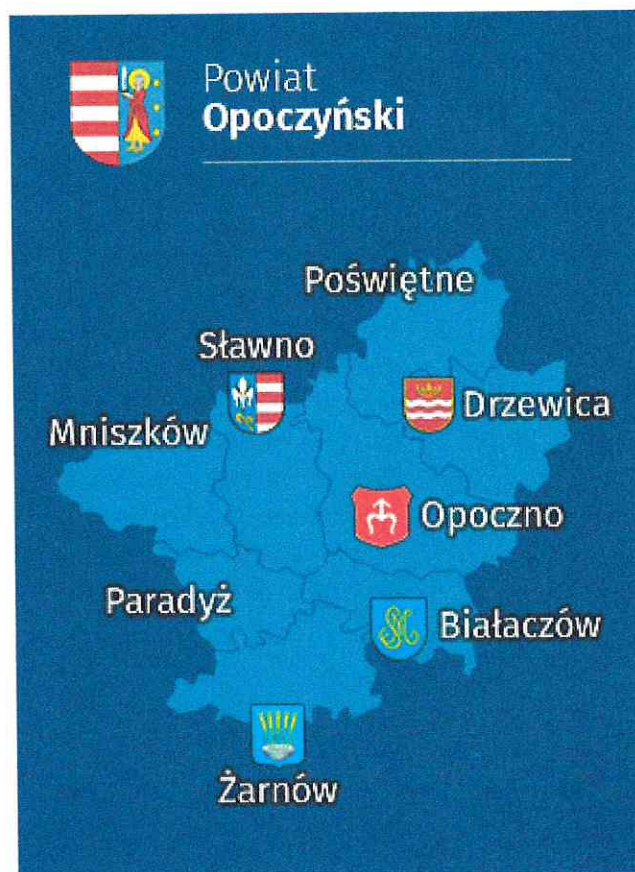 Powiat
Opoczyński
Poświętne
Sławno
Drzewica
Mniszków
Opoczno
Paradyż
Białaczów
Żarnów